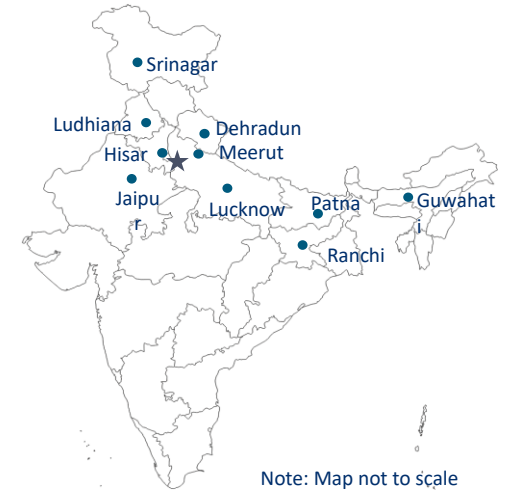 Srinagar
Ludhiana
Dehradun
Hisar
Meerut
Jaipu
r
Lucknow
Patna
Guwahat
i
Ranchi
Note: Map not to scale